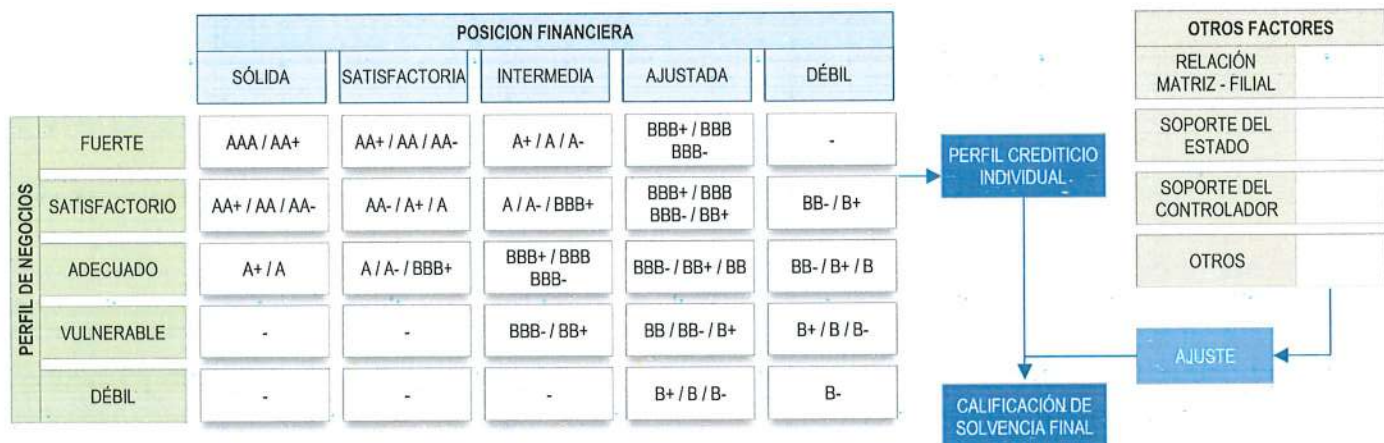 POSICION FINANCIERA
SÓLIDA SATISFACTORIA INTERMEDIA AJUSTADA DÉBIL
PERFIL DE NEGOCIOS
FUERTE AAA / AA+ AA+ / AA / AA- A+ / A / A- BBB+ / BBB
BBB- -
SATISFACTORIO AA+ / AA / AA- AA- / A+ / A A / A- / BBB+ BBB+ / BBB
BBB- / BB+ BB- / B+
ADECUADO A+ / A A / A- / BBB+ BBB+ / BBB
BBB- BBB- / BB+ / BB BB- / B+ / B
VULNERABLE - - BBB- / BB+ BB / BB- / B+ B+ / B / B-
DÉBIL - - - B+ / B / B- B-
PERFIL CREDITICIO
INDIVIDUAL
OTROS FACTORES
RELACIÓN
MATRIZ - FILIAL
SOPORTE DEL
ESTADO
SOPORTE DEL
CONTROLADOR
OTROS
AJUSTE
CALIFICACIÓN DE
SOLVENCIA FINAL